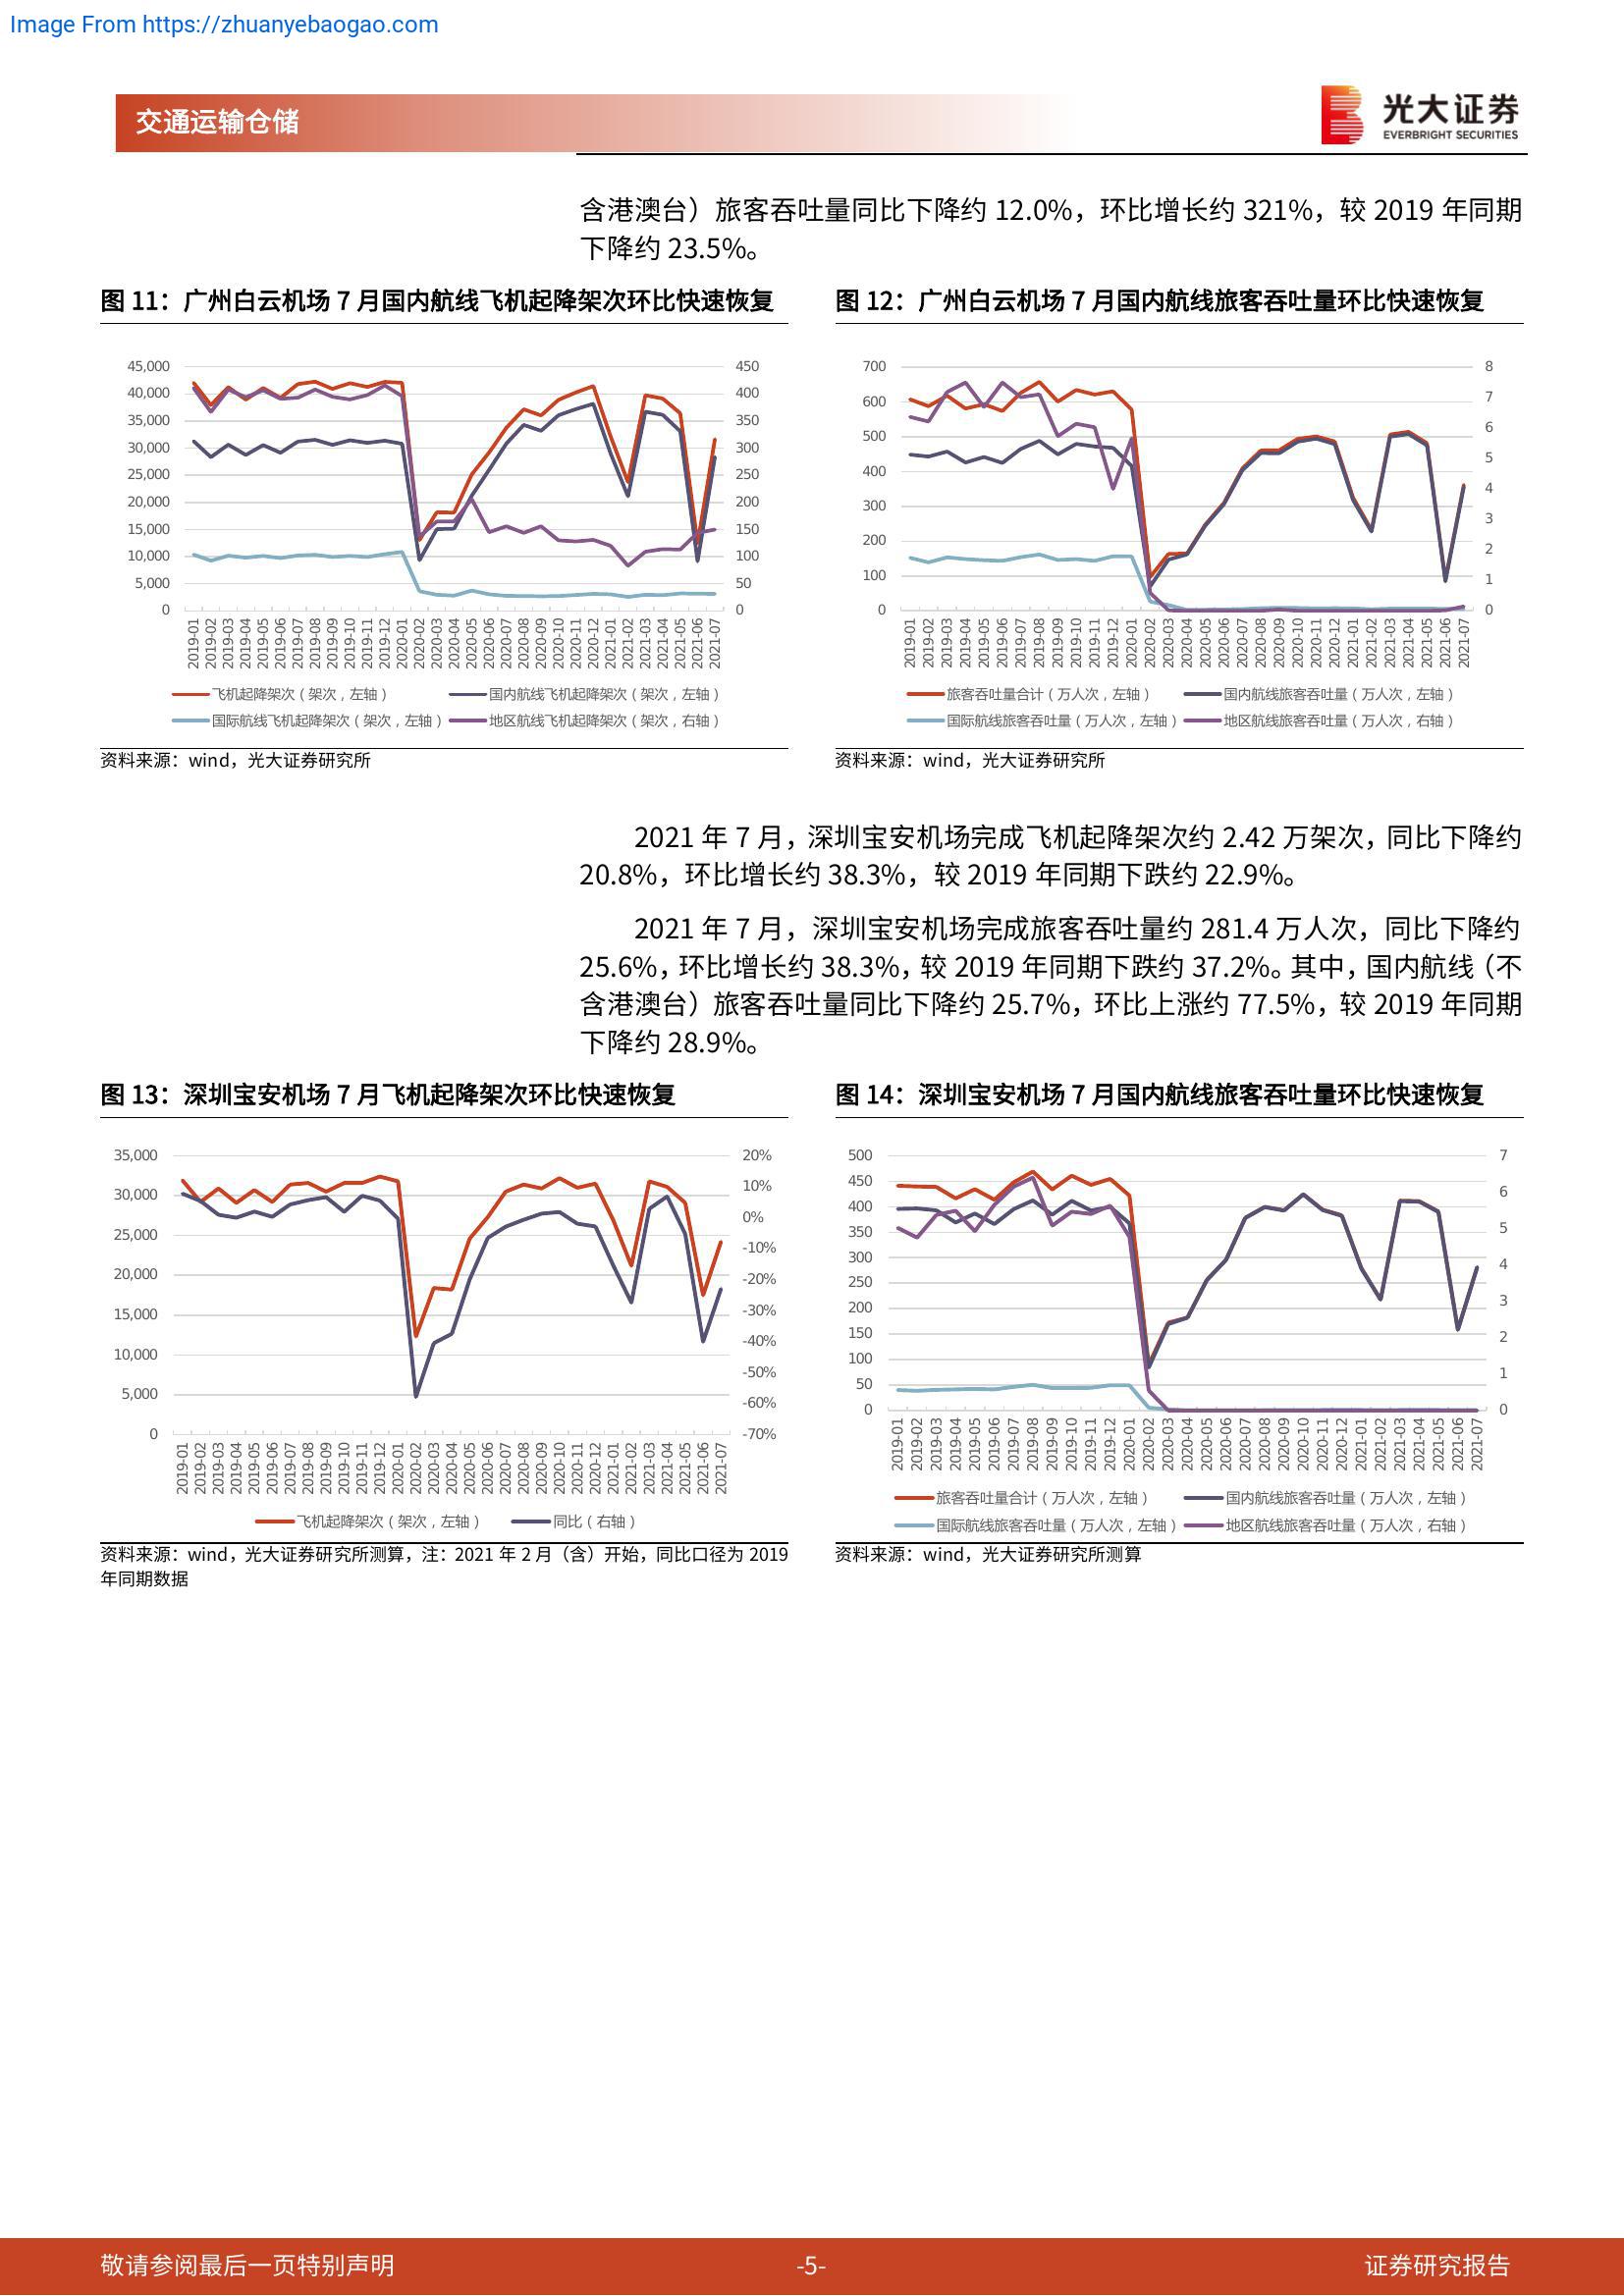 Image From https://zhuanyebaogao.com
交通运输仓储
光大证券
EVERBRIGHT SECURITIES
含港澳台）旅客吞吐量同比下降约 12.0%，环比增长约 321%，较 2019 年同期
下降约 23.5%。
图 11：广州白云机场 7 月国内航线飞机起降架次环比快速恢复
45,000
40,000
35,000
30,000
25,000
20,000
15,000
10,000
5,000
0
450
400
350
300
250
200
150
100
50
0
2019-01 2019-02 2019-03 2019-04 2019-05 2019-06 2019-07 2019-08 2019-09 2019-10 2019-11 2019-12 2020-01 2020-02 2020-03 2020-04 2020-05 2020-06 2020-07 2020-08 2020-09 2020-10 2020-11 2020-12 2021-01 2021-02 2021-03 2021-04 2021-05 2021-06 2021-07
飞机起降架次（架次，左轴） 国内航线飞机起降架次（架次，左轴）
国际航线飞机起降架次（架次，左轴） 地区航线飞机起降架次（架次，右轴）
资料来源：wind，光大证券研究所
图 12：广州白云机场 7 月国内航线旅客吞吐量环比快速恢复
700
600
500
400
300
200
100
0
8
7
6
5
4
3
2
1
0
2019-01 2019-02 2019-03 2019-04 2019-05 2019-06 2019-07 2019-08 2019-09 2019-10 2019-11 2019-12 2020-01 2020-02 2020-03 2020-04 2020-05 2020-06 2020-07 2020-08 2020-09 2020-10 2020-11 2020-12 2021-01 2021-02 2021-03 2021-04 2021-05 2021-06 2021-07
旅客吞吐量合计（万人次，左轴） 国内航线旅客吞吐量（万人次，左轴）
国际航线旅客吞吐量（万人次，左轴） 地区航线旅客吞吐量（万人次，右轴）
资料来源：wind，光大证券研究所
2021 年 7 月，深圳宝安机场完成飞机起降架次约 2.42 万架次，同比下降约
20.8%，环比增长约 38.3%，较 2019 年同期下跌约 22.9%。
2021 年 7 月，深圳宝安机场完成旅客吞吐量约 281.4 万人次，同比下降约
25.6%，环比增长约 38.3%，较 2019 年同期下跌约 37.2%。其中，国内航线（不
含港澳台）旅客吞吐量同比下降约 25.7%，环比上涨约 77.5%，较 2019 年同期
下降约 28.9%。
图 13：深圳宝安机场 7 月飞机起降架次环比快速恢复
35,000
30,000
25,000
20,000
15,000
10,000
5,000
0
20%
10%
0%
-10%
-20%
-30%
-40%
-50%
-60%
-70%
2019-01 2019-02 2019-03 2019-04 2019-05 2019-06 2019-07 2019-08 2019-09 2019-10 2019-11 2019-12 2020-01 2020-02 2020-03 2020-04 2020-05 2020-06 2020-07 2020-08 2020-09 2020-10 2020-11 2020-12 2021-01 2021-02 2021-03 2021-04 2021-05 2021-06 2021-07
飞机起降架次（架次，左轴） 同比（右轴）
资料来源：wind，光大证券研究所测算，注：2021 年 2 月（含）开始，同比口径为 2019
年同期数据
图 14：深圳宝安机场 7 月国内航线旅客吞吐量环比快速恢复
500
450
400
350
300
250
200
150
100
50
0
7
6
5
4
3
2
1
0
2019-01 2019-02 2019-03 2019-04 2019-05 2019-06 2019-07 2019-08 2019-09 2019-10 2019-11 2019-12 2020-01 2020-02 2020-03 2020-04 2020-05 2020-06 2020-07 2020-08 2020-09 2020-10 2020-11 2020-12 2021-01 2021-02 2021-03 2021-04 2021-05 2021-06 2021-07
旅客吞吐量合计（万人次，左轴） 国内航线旅客吞吐量（万人次，左轴）
国际航线旅客吞吐量（万人次，左轴） 地区航线旅客吞吐量（万人次，右轴）
资料来源：wind，光大证券研究所测算
敬请参阅最后一页特别声明
-5-
证券研究报告